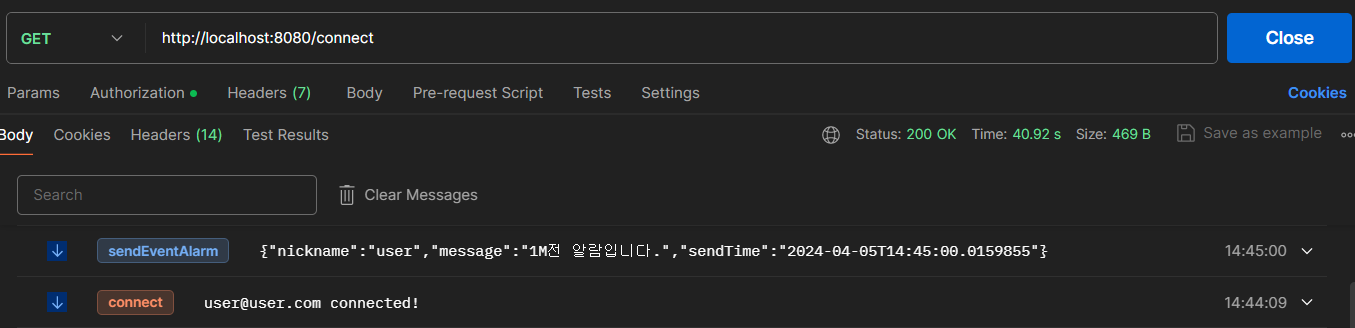 GET http://localhost:8080/connect Close
Params Authorization Headers (7) Body Pre-request Script Tests Settings Cookies
Body Cookies Headers (14) Test Results Status: 200 OK Time: 40.92 s Size: 469 B Save as example
Search Clear Messages
sendEventAlarm {"nickname":"user","message":"1M전 알람입니다.","sendTime":"2024-04-05T14:45:00.0159855"} 14:45:00
connect user@user.com connected! 14:44:09